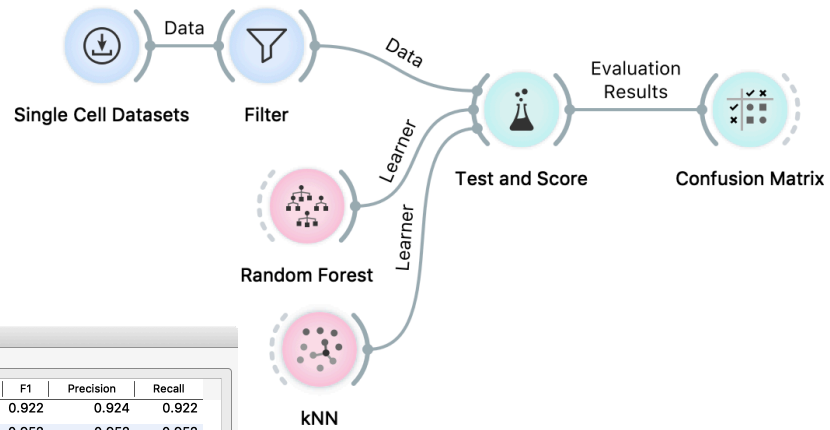 Data
Data
Evaluation
Results
Single Cell Datasets
Filter
Learner
Test and Score
Confusion Matrix
Learner
Random Forest
F1 Precision Recall
0.922 0.924 0.922
kNN